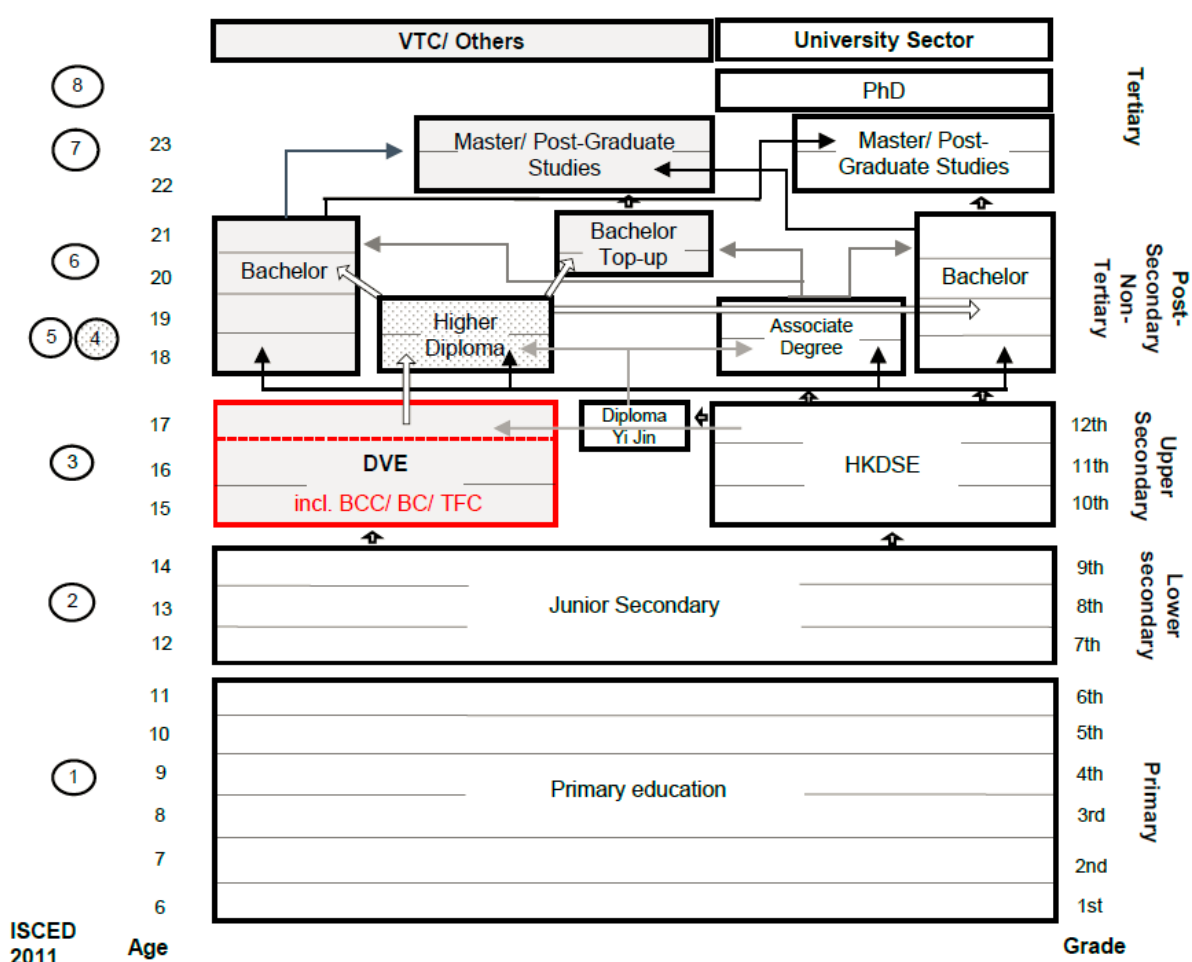 VTC/ Others
University Sector
8
PhD
Tertiary
7
23
22
Master/ Post-Graduate
Studies
Master/ Post-
Graduate Studies
6
21
20
Bachelor
Bachelor
Top-up
Bachelor
Post-
Secondary
Non-
Tertiary
5
4
19
18
Higher
Diploma
Associate
Degree
3
17
16
15
DVE
incl. BCC/ BC/ TFC
Diploma
Yi Jin
HKDSE
12th
11th
10th
Upper
Secondary
2
14
13
12
Junior Secondary
9th
8th
7th
Lower
secondary
1
11
10
9
8
7
6
Primary education
6th
5th
4th
3rd
2nd
1st
Primary
ISCED
2011
Age
Grade